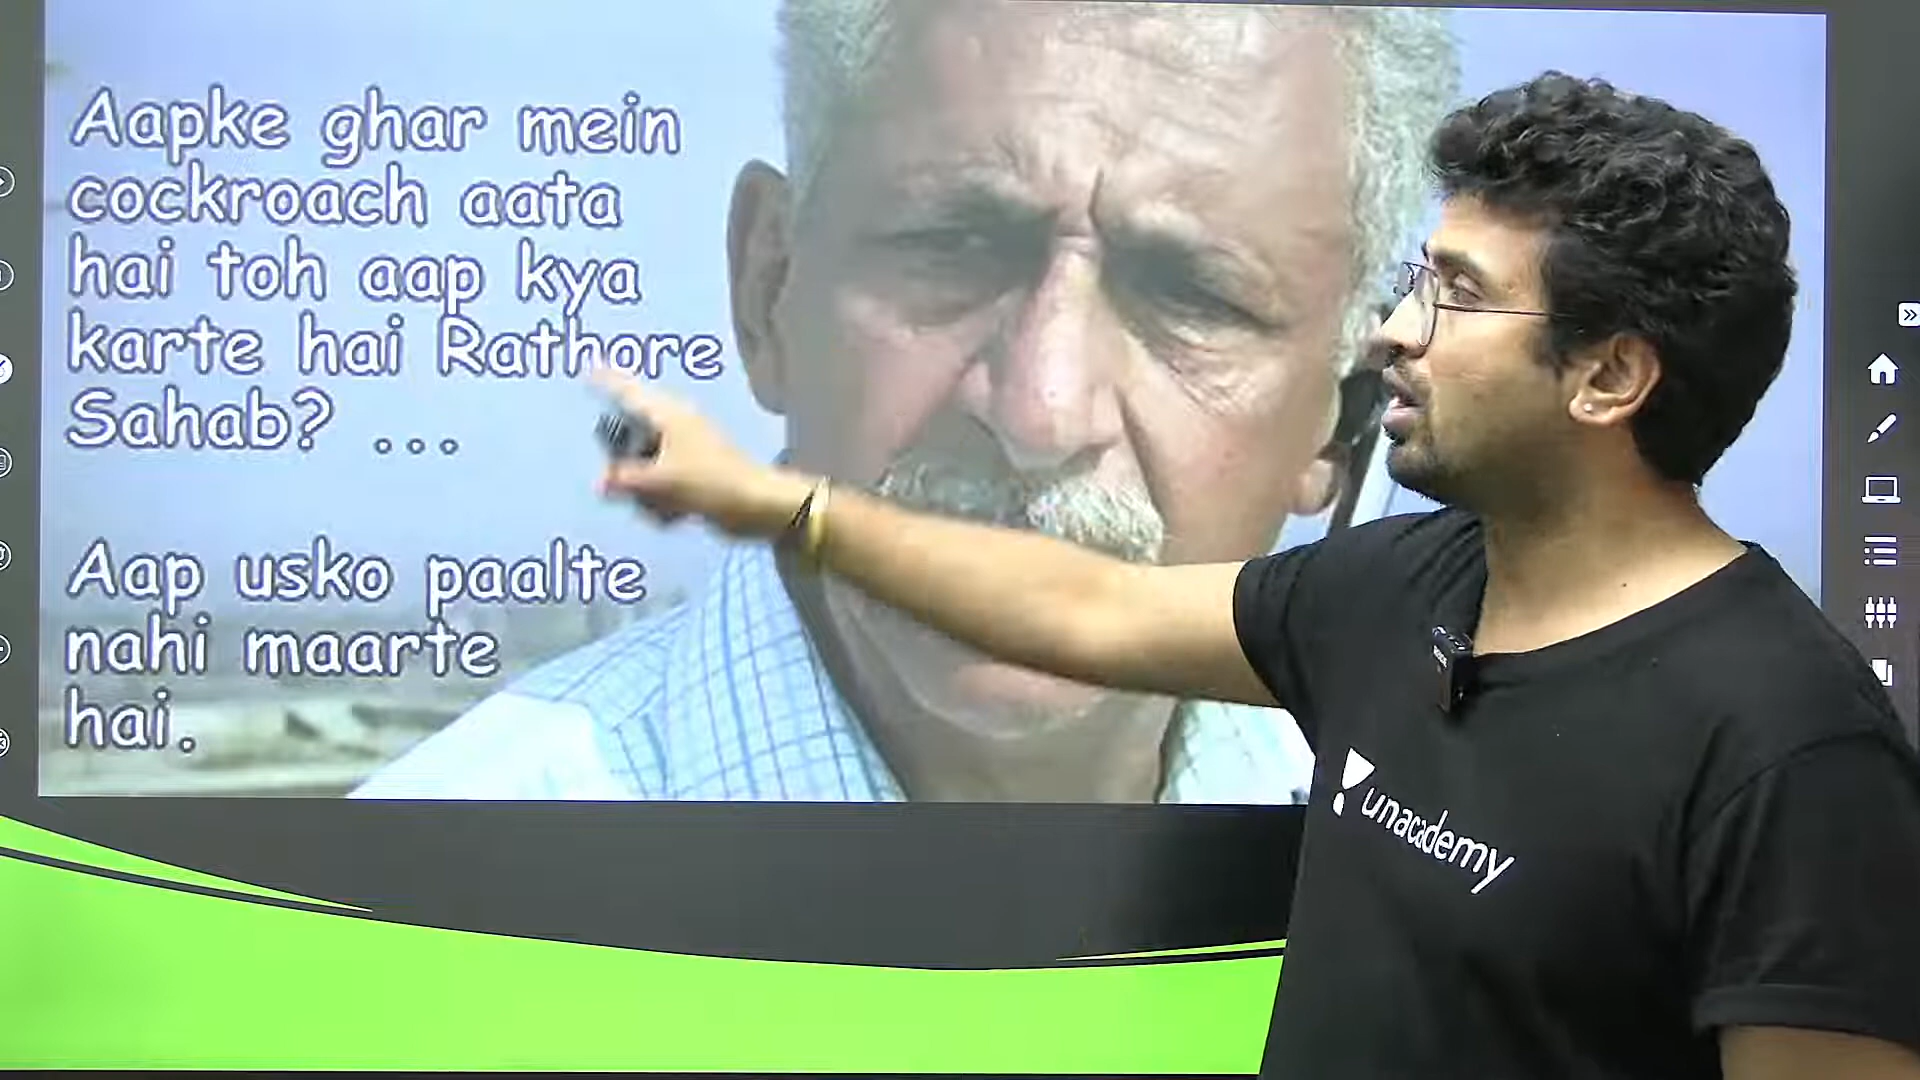 Aapke ghar mein
cockroach aata
hai toh aap kya
karte hai Rathore
Sahab? ...
Aap usko paalte
nahi maarte
hai.
unacademy